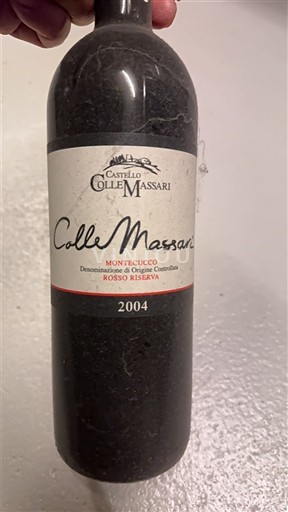 CASTELLO
COLLEMASSARI
ColleMassari
MONTECUCCO
Denominazione di Origine Controllata
ROSSO RISERVA
2004